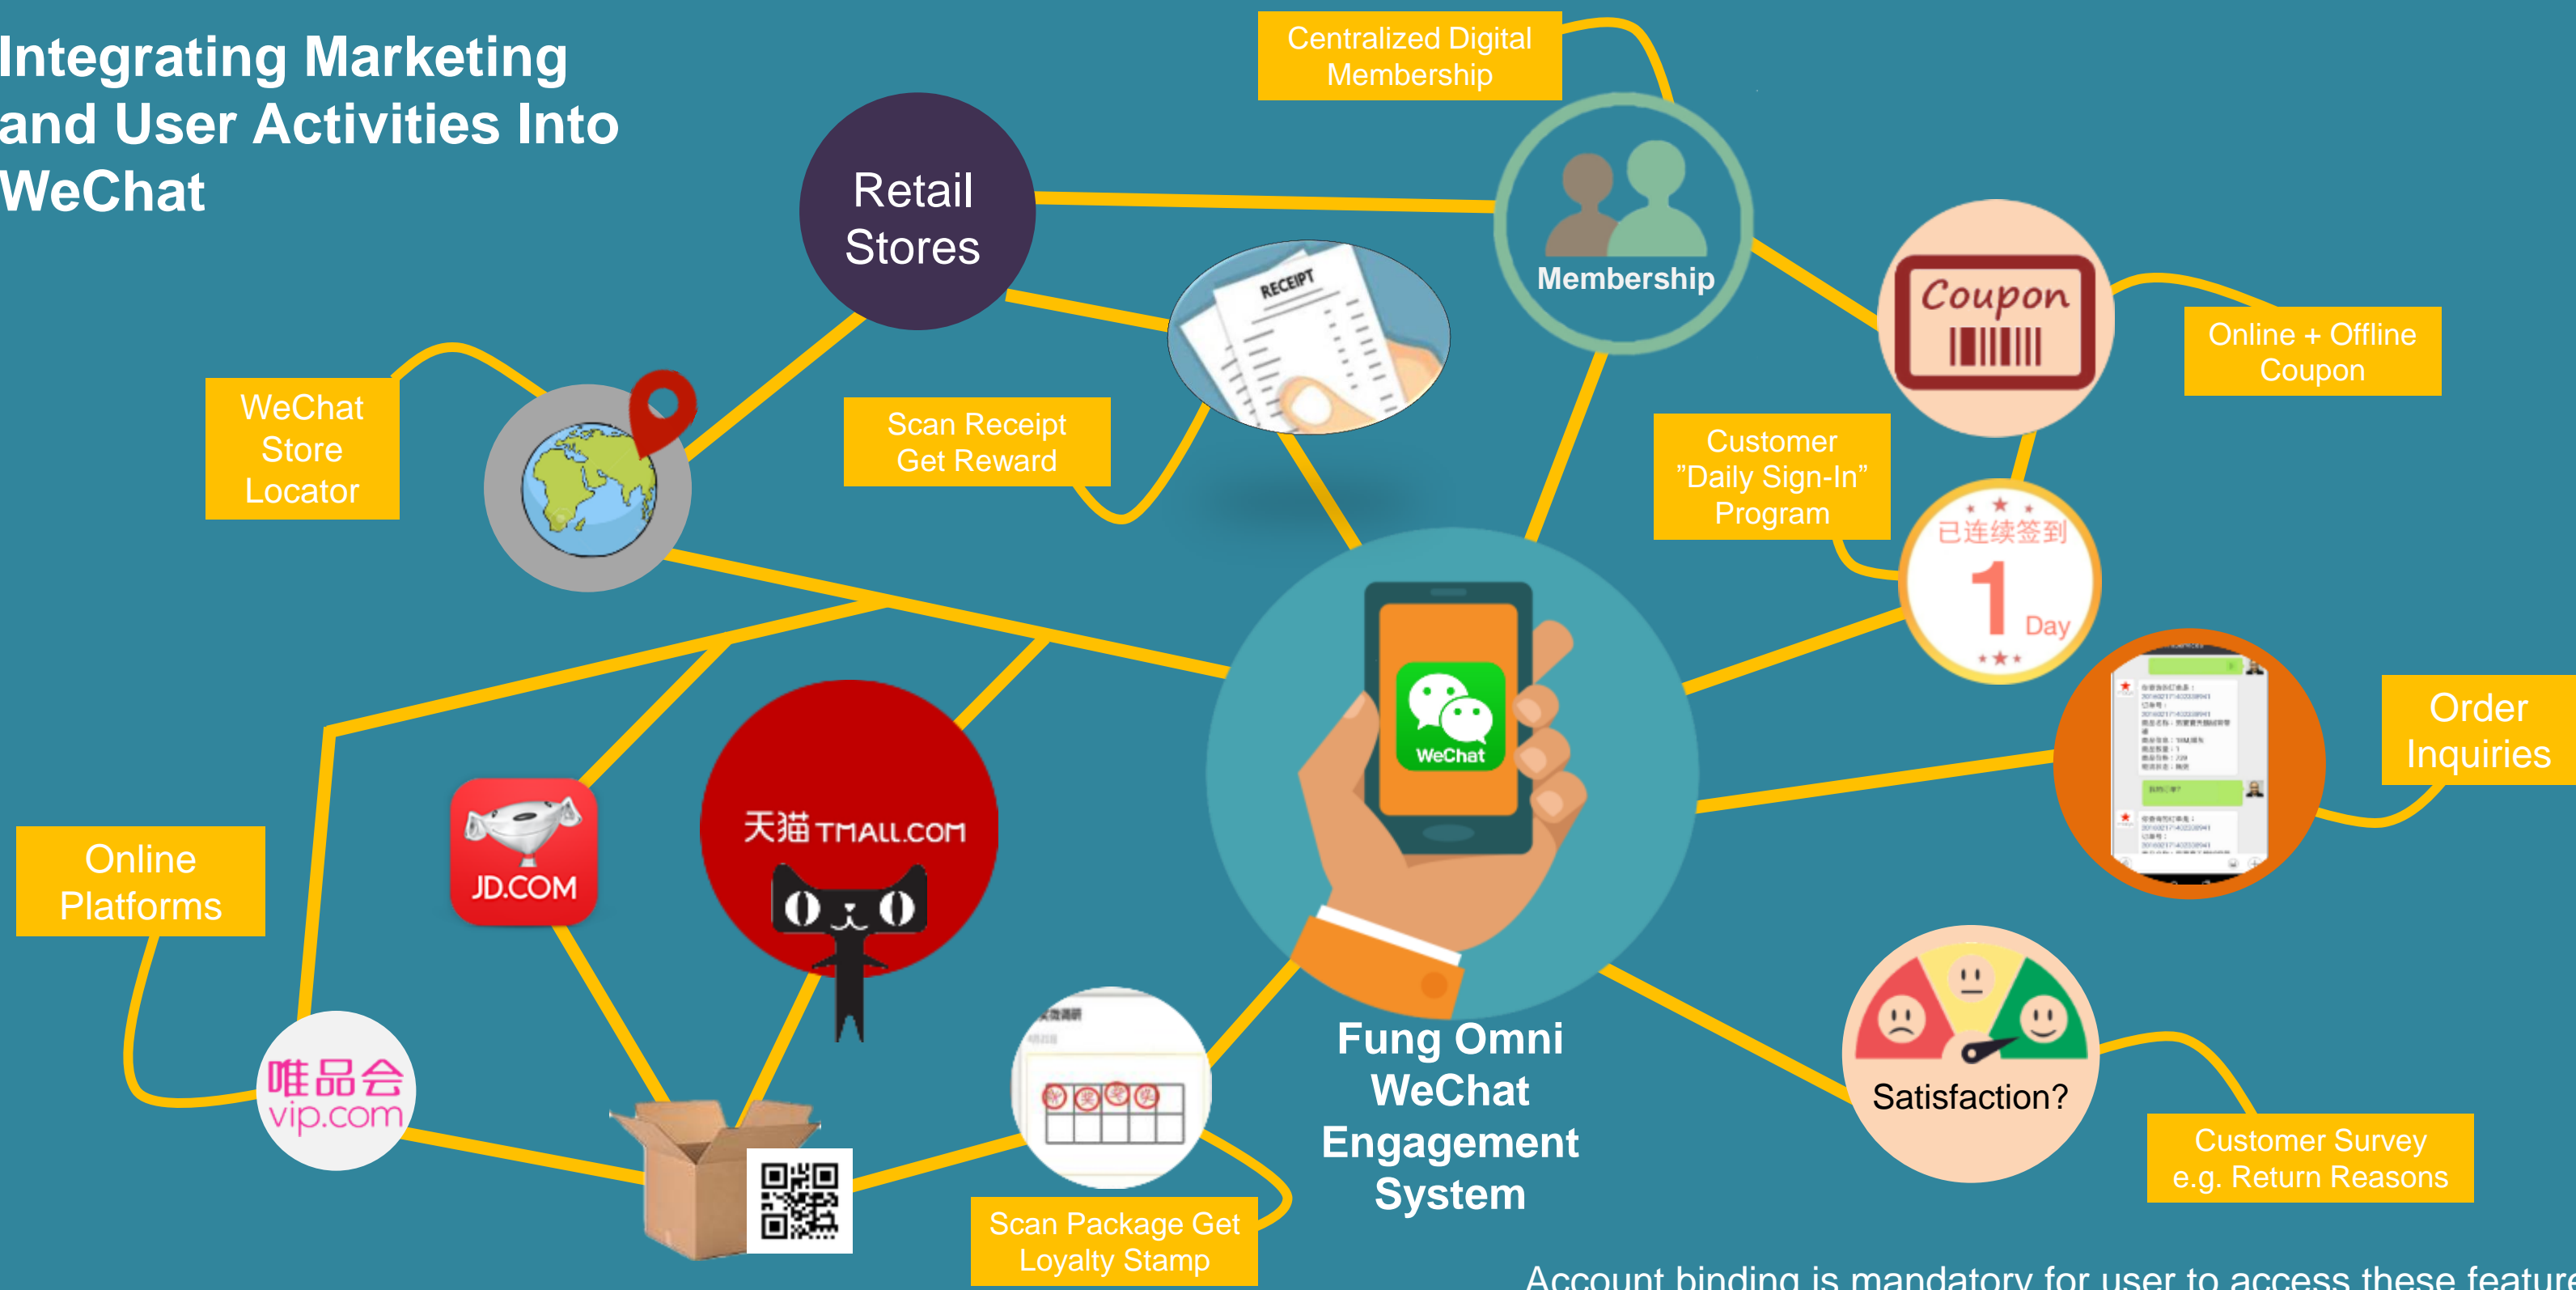 Integrating Marketing
and User Activities Into
WeChat
Centralized Digital
Membership
Retail
Stores
RECEIPT
Membership
Coupon
Online + Offline
Coupon
WeChat
Store
Locator
Scan Receipt
Get Reward
Customer
”Daily Sign-In”
Program
已连续签到
1
Day
WeChat
Order
Inquiries
天猫 TMALL.COM
JD.COM
Online
Platforms
唯品会
vip.com
Scan Package Get
Loyalty Stamp
Fung Omni
WeChat
Engagement
System
Satisfaction?
Customer Survey
e.g. Return Reasons
Account binding is mandatory for user to access these feature